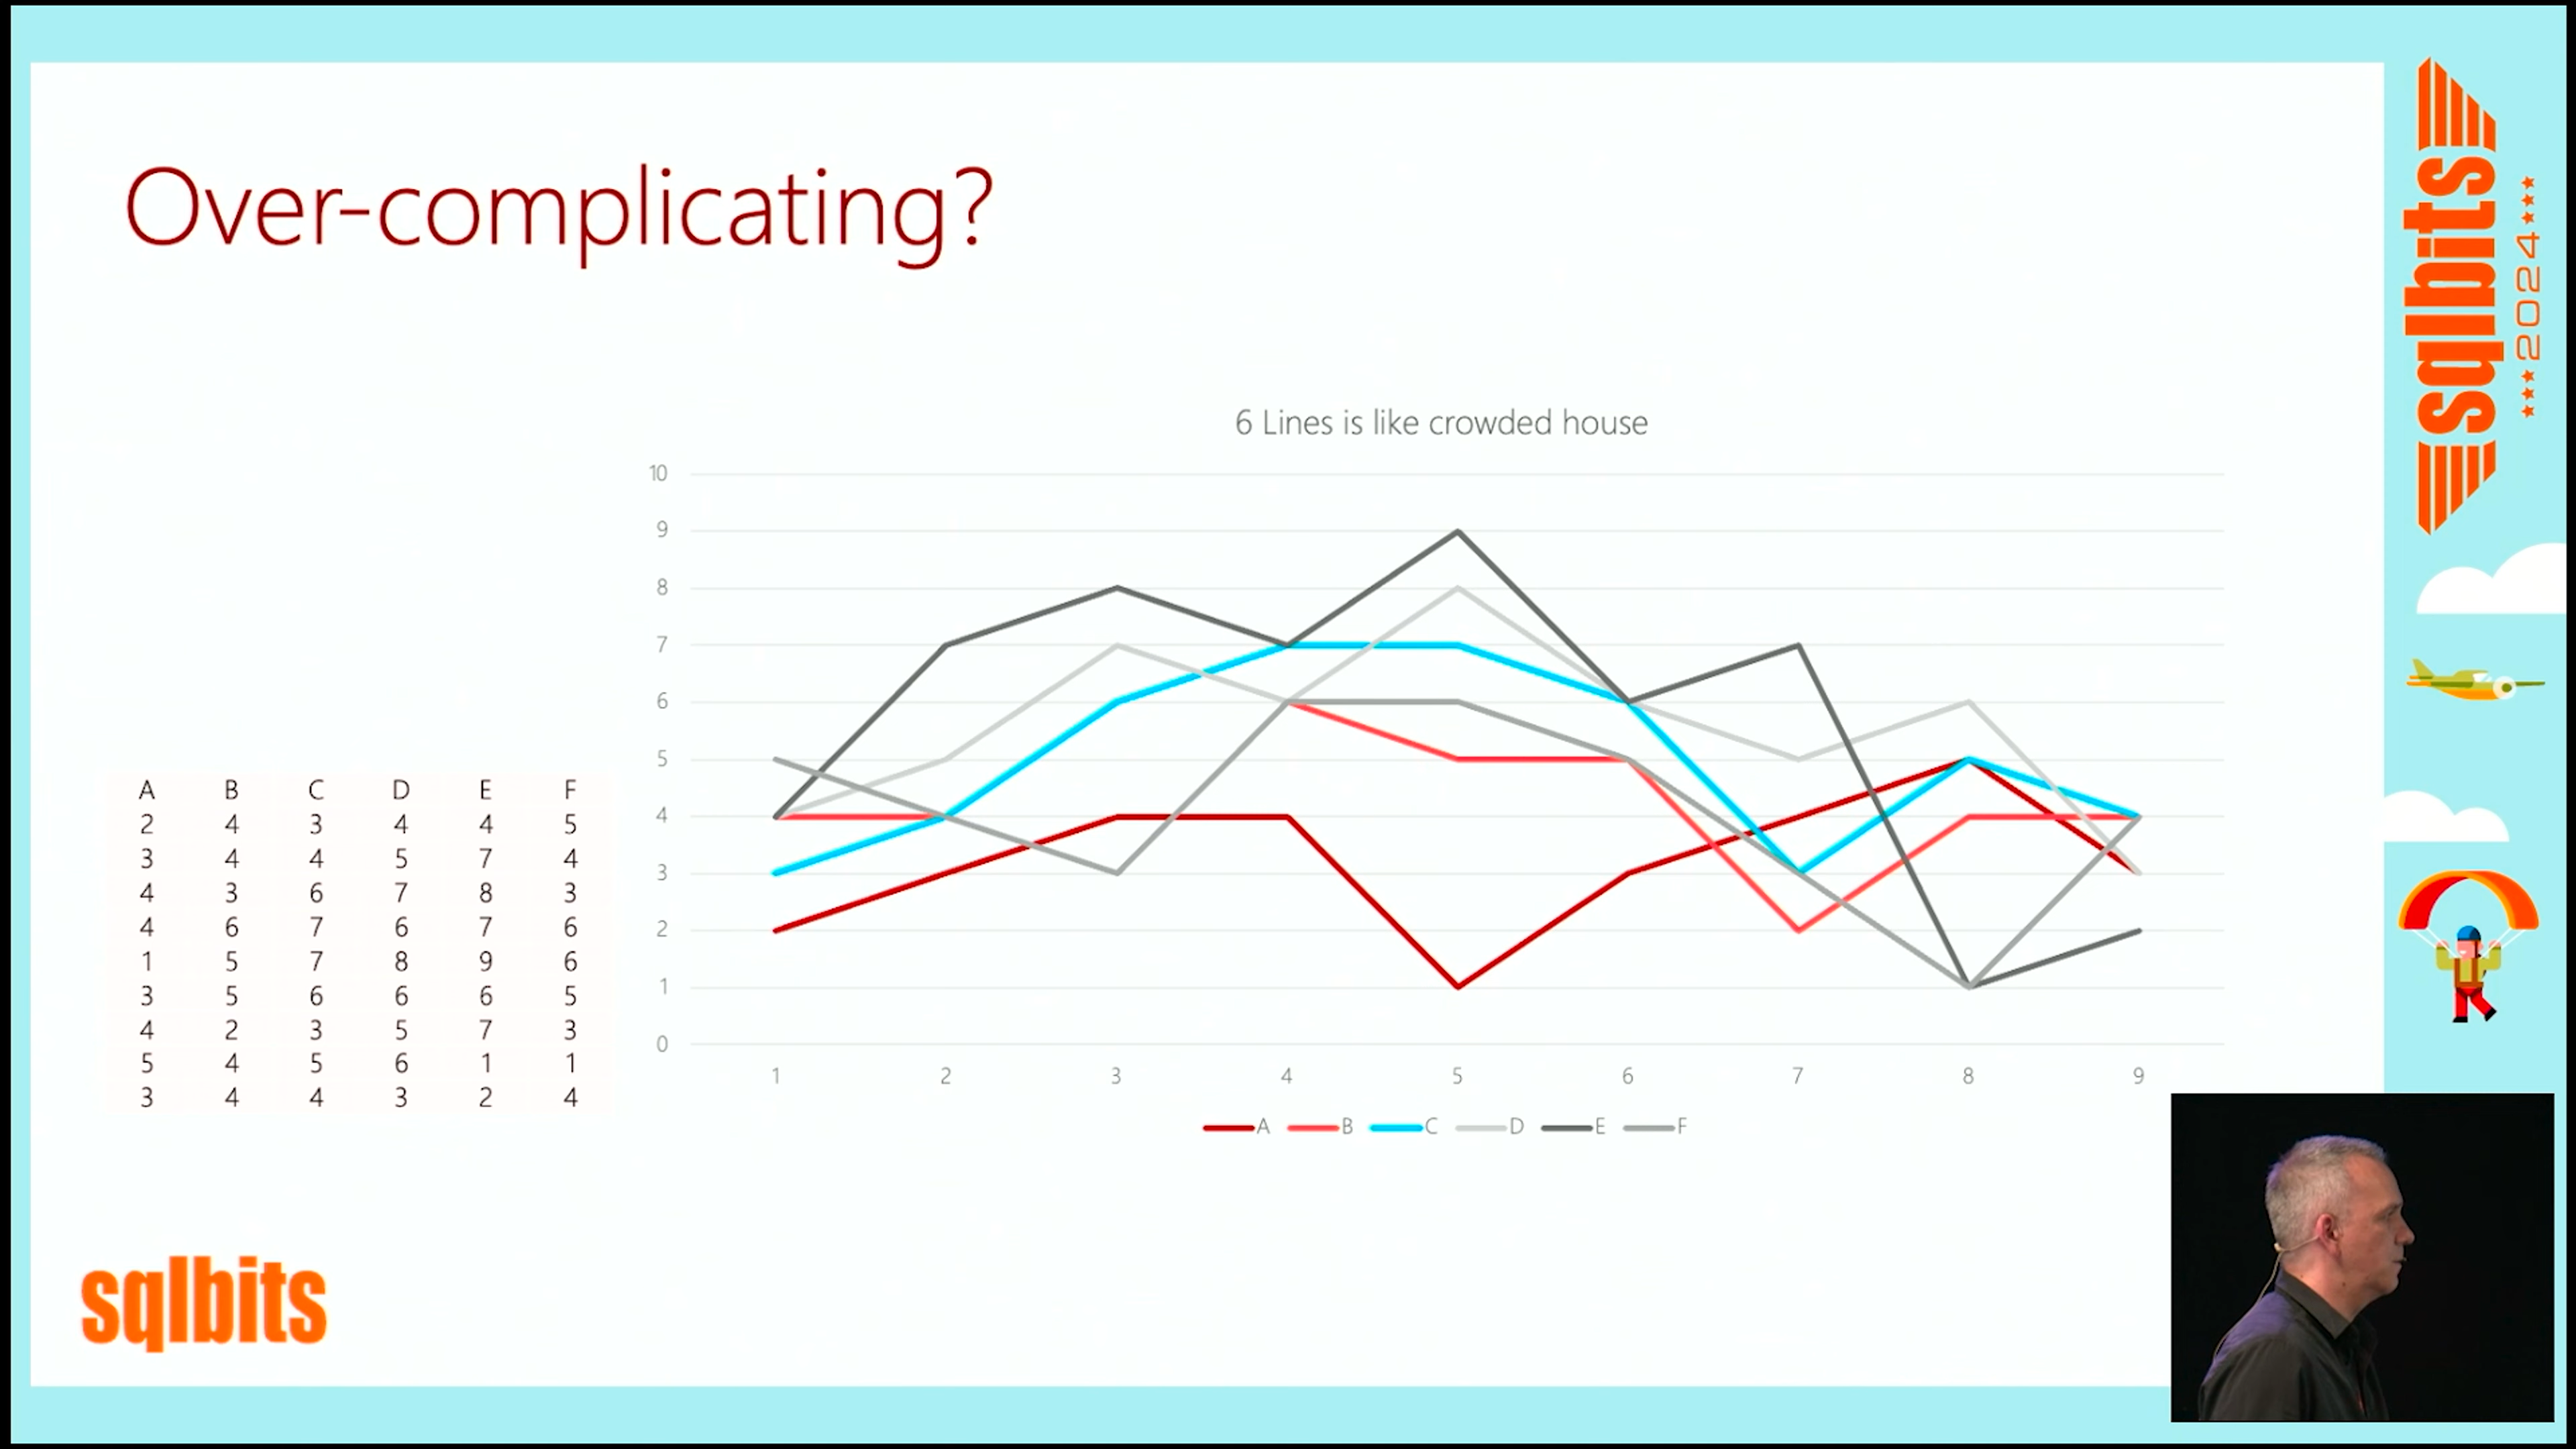 Over-complicating?
6 Lines is like crowded house
10
9
8
7
6
5
4
3
2
1
0
1 2 3 4 5 6 7 8 9
A B C D E F
A B C D E F
2 4 3 4 4 5
3 4 4 5 7 4
4 3 6 7 8 3
4 6 7 6 7 6
1 5 7 8 9 6
3 5 6 6 6 5
4 2 3 5 7 3
5 4 5 6 1 1
3 4 4 3 2 4
sqlbits
sqlbits
2024